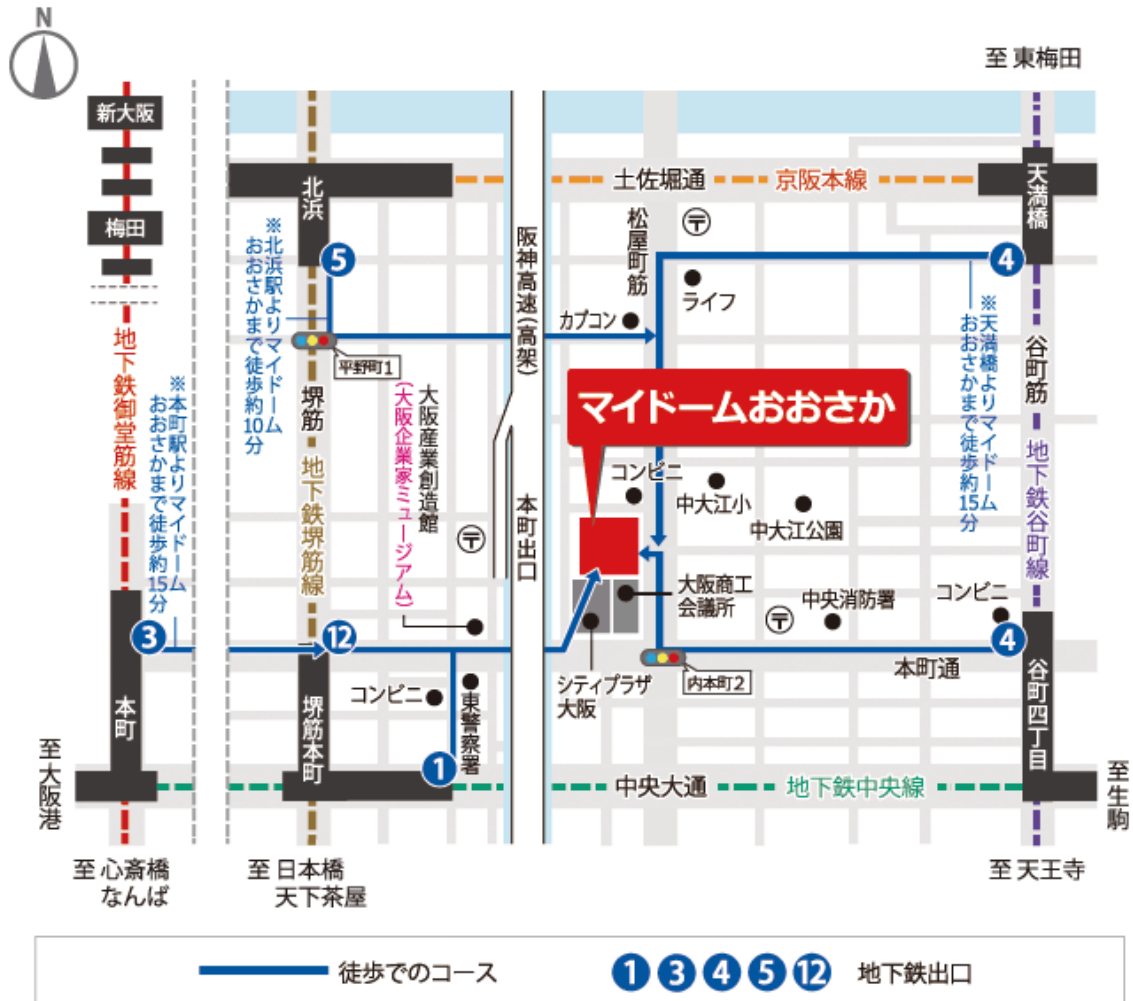 N
至 東梅田
新大阪
梅田
北浜
土佐堀通
京阪本線
天満橋
松屋町筋
〒
※北浜駅よりマイドーム
おおさかまで徒歩約10分
5
阪神高速(高架)
4
ライフ
カプコン
※天満橋よりマイドーム
おおさかまで徒歩約15分
平野町1
地下鉄御堂筋線
※本町駅よりマイドーム
おおさかまで徒歩約15分
堺筋
地下鉄堺筋線
大阪産業創造館
(大阪企業家ミュージアム)
マイドームおおさか
谷町筋
地下鉄谷町線
コンビニ
中大江小
中大江公園
〒
本町出口
大阪商工
会議所
中央消防署
〒
コンビニ
3
12
4
本町通
内本町2
シティプラザ
大阪
コンビニ
東警察署
1
本町
堺筋本町
谷町四丁目
至大阪港
中央大通
地下鉄中央線
至生駒
至 心斎橋
なんば
至 日本橋
天下茶屋
至 天王寺
徒歩でのコース
1 3 4 5 12 地下鉄出口